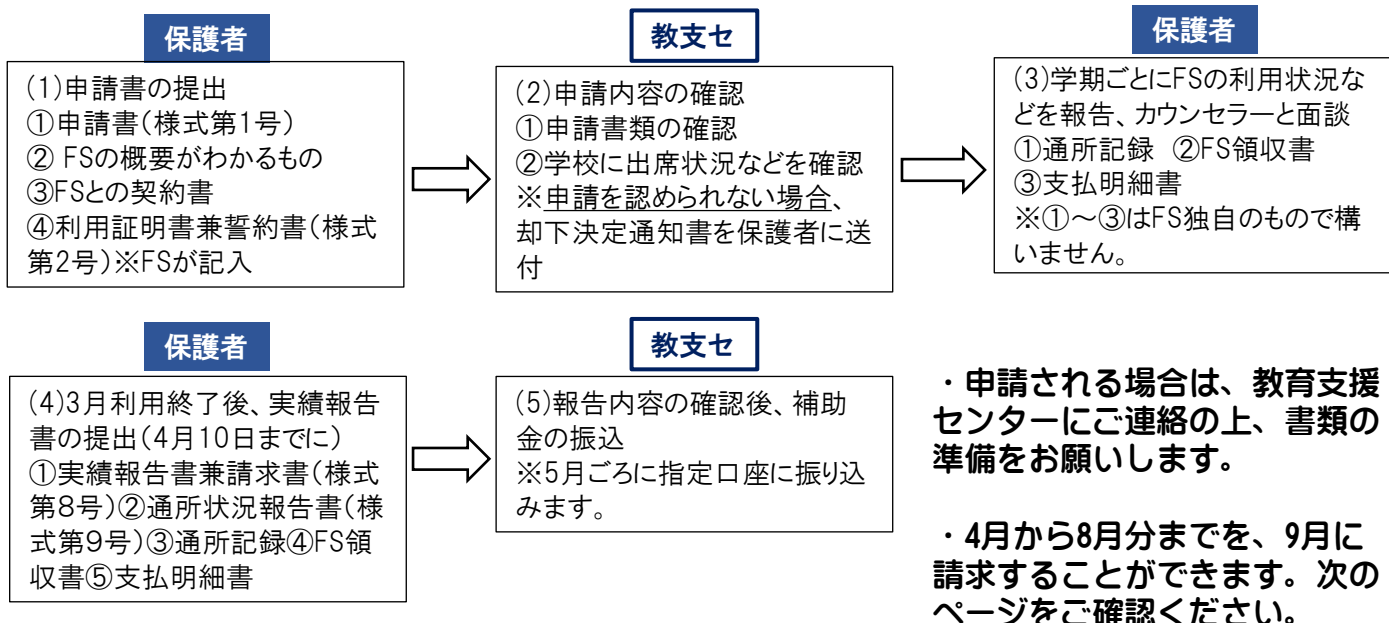 保護者
(1)申請書の提出
①申請書(様式第1号)
② FSの概要がわかるもの
③FSとの契約書
④利用証明書兼誓約書(様式
第2号)※FSが記入
教支セ
(2)申請内容の確認
①申請書類の確認
②学校に出席状況などを確認
※申請を認められない場合、
却下決定通知書を保護者に送
付
保護者
(3)学期ごとにFSの利用状況な
どを報告、カウンセラーと面談
①通所記録 ②FS領収書
③支払明細書
※①～③はFS独自のもので構
いません。
保護者
(4)3月利用終了後、実績報告
書の提出(4月10日までに)
①実績報告書兼請求書(様式
第8号)②通所状況報告書(様
式第9号)③通所記録④FS領
収書⑤支払明細書
教支セ
(5)報告内容の確認後、補助
金の振込
※5月ごろに指定口座に振り込
みます。
・申請される場合は、教育支援
センターにご連絡の上、書類の
準備をお願いします。
・4月から8月分までを、9月に
請求することができます。次の
ページをご確認ください。